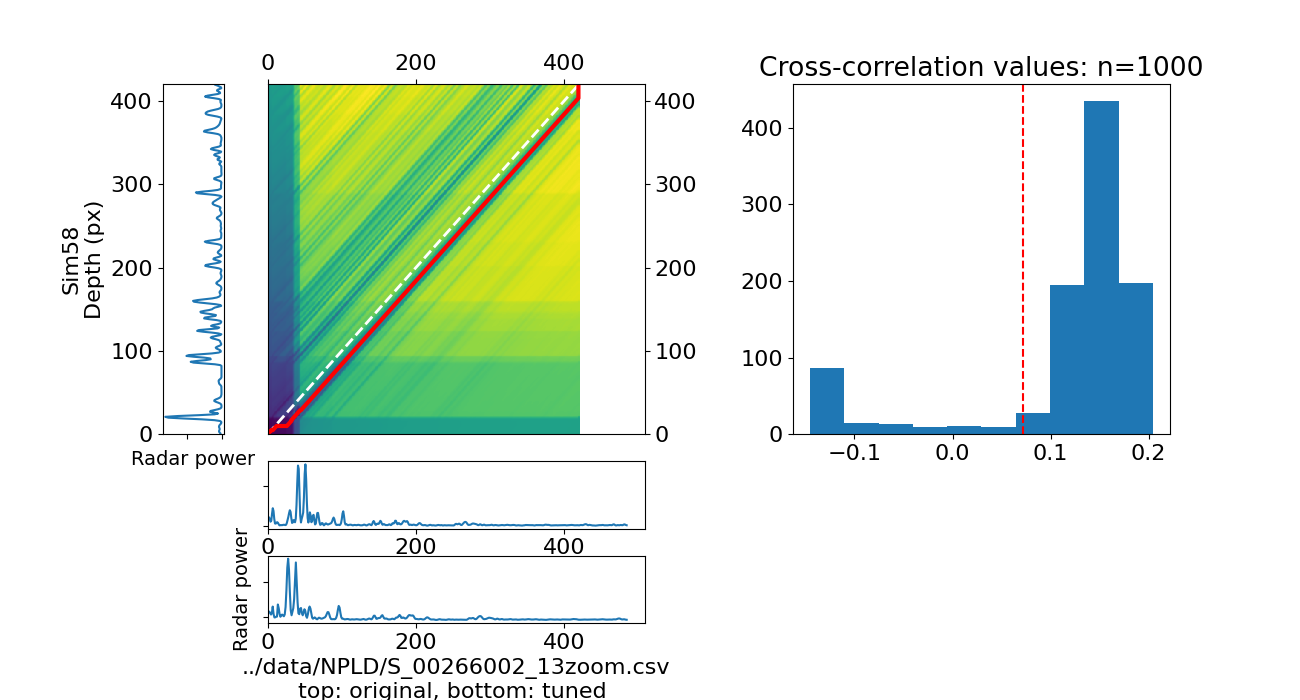 0 200 400
Cross-correlation values: n=1000
400
300
200
100
0
Sim58
Depth (px)
Radar power
400
300
200
100
0
400
300
200
100
0
−0.1 0.0 0.1 0.2
0 200 400
Radar power
0 200 400
../data/NPLD/S_00266002_13zoom.csv
top: original, bottom: tuned